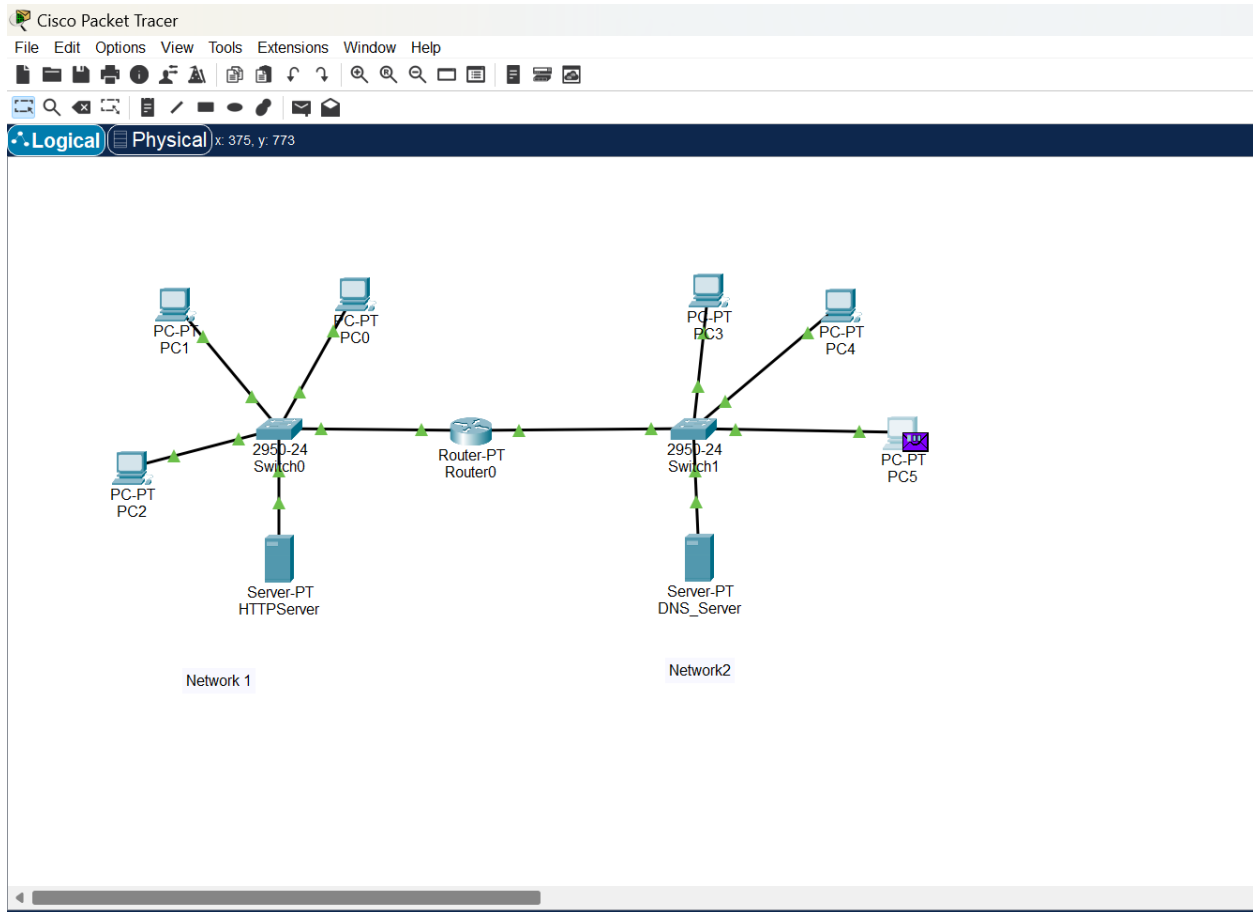 Cisco Packet Tracer
File Edit Options View Tools Extensions Window Help
Logical Physical x: 375, y: 773
PC-PT
PC1
PC-PT
PC0
PC-PT
PC3
PC-PT
PC4
2950-24
Switch0
Router-PT
Router0
2950-24
Switch1
PC-PT
PC5
PC-PT
PC2
Server-PT
HTTPServer
Server-PT
DNS_Server
Network 1
Network2